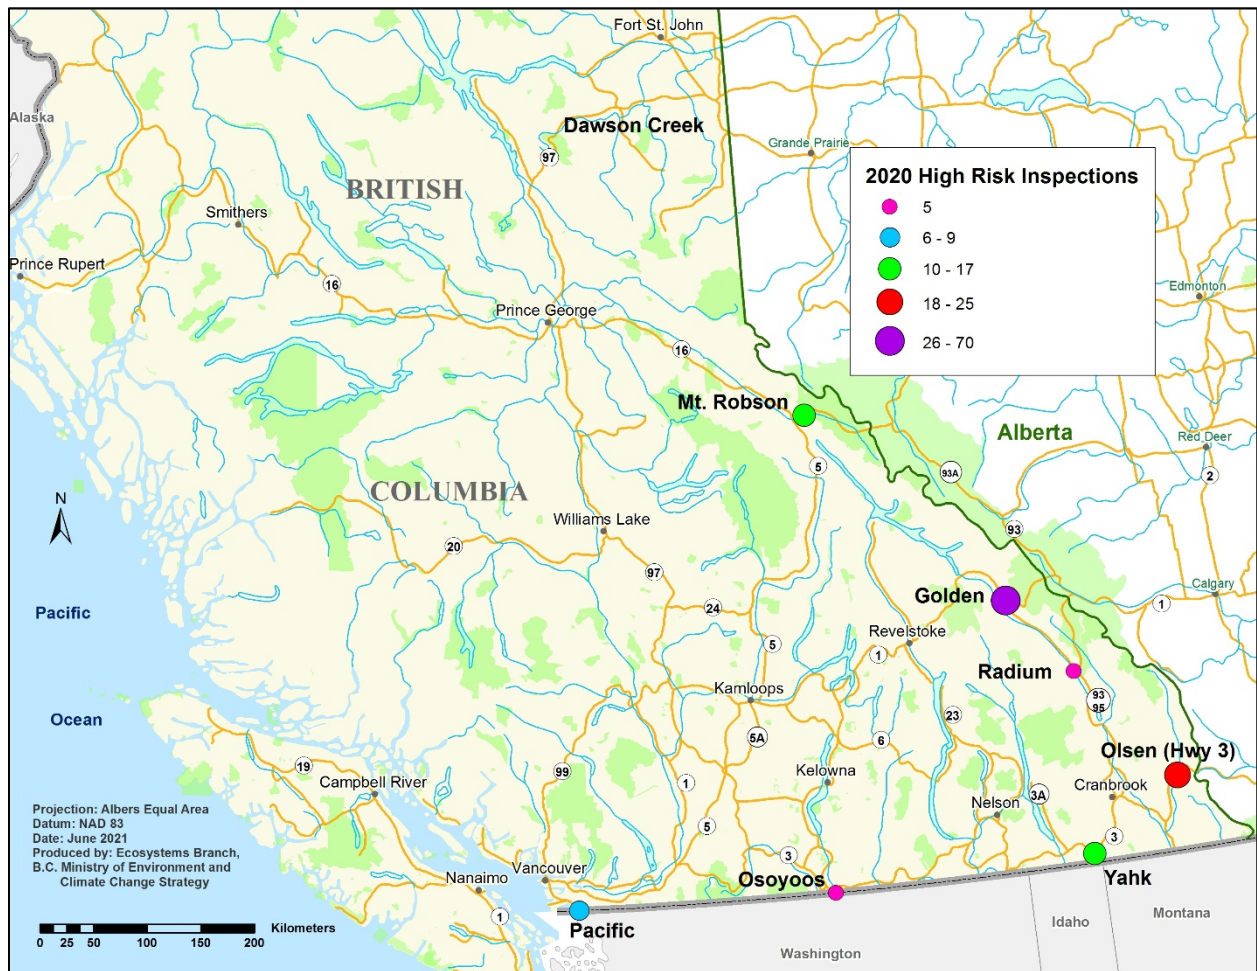 Fort St. John
Alaska
Dawson Creek
Grande Prairie
97
2020 High Risk Inspections
5
6 - 9
10 - 17
18 - 25
26 - 70
BRITISH
Smithers
Prince Rupert
16
Edmonton
Prince George
16
Mt. Robson
Alberta
Red Deer
5
93A
2
COLUMBIA
N
Williams Lake
20
93
97
Calgary
Pacific
Golden
1
24
Revelstoke
5
1
Radium
Kamloops
93
95
Ocean
23
5A
6
Olsen (Hwy 3)
19
99
Kelowna
Campbell River
1
3A
Cranbrook
Nelson
Projection: Albers Equal Area
Datum: NAD 83
Date: June 2021
Produced by: Ecosystems Branch,
B.C. Ministry of Environment and
Climate Change Strategy
5
3
3
Vancouver
Nanaimo
Osoyoos
Yahk
1
Pacific
Kilometers
0 25 50 100 150 200
Washington
Idaho
Montana